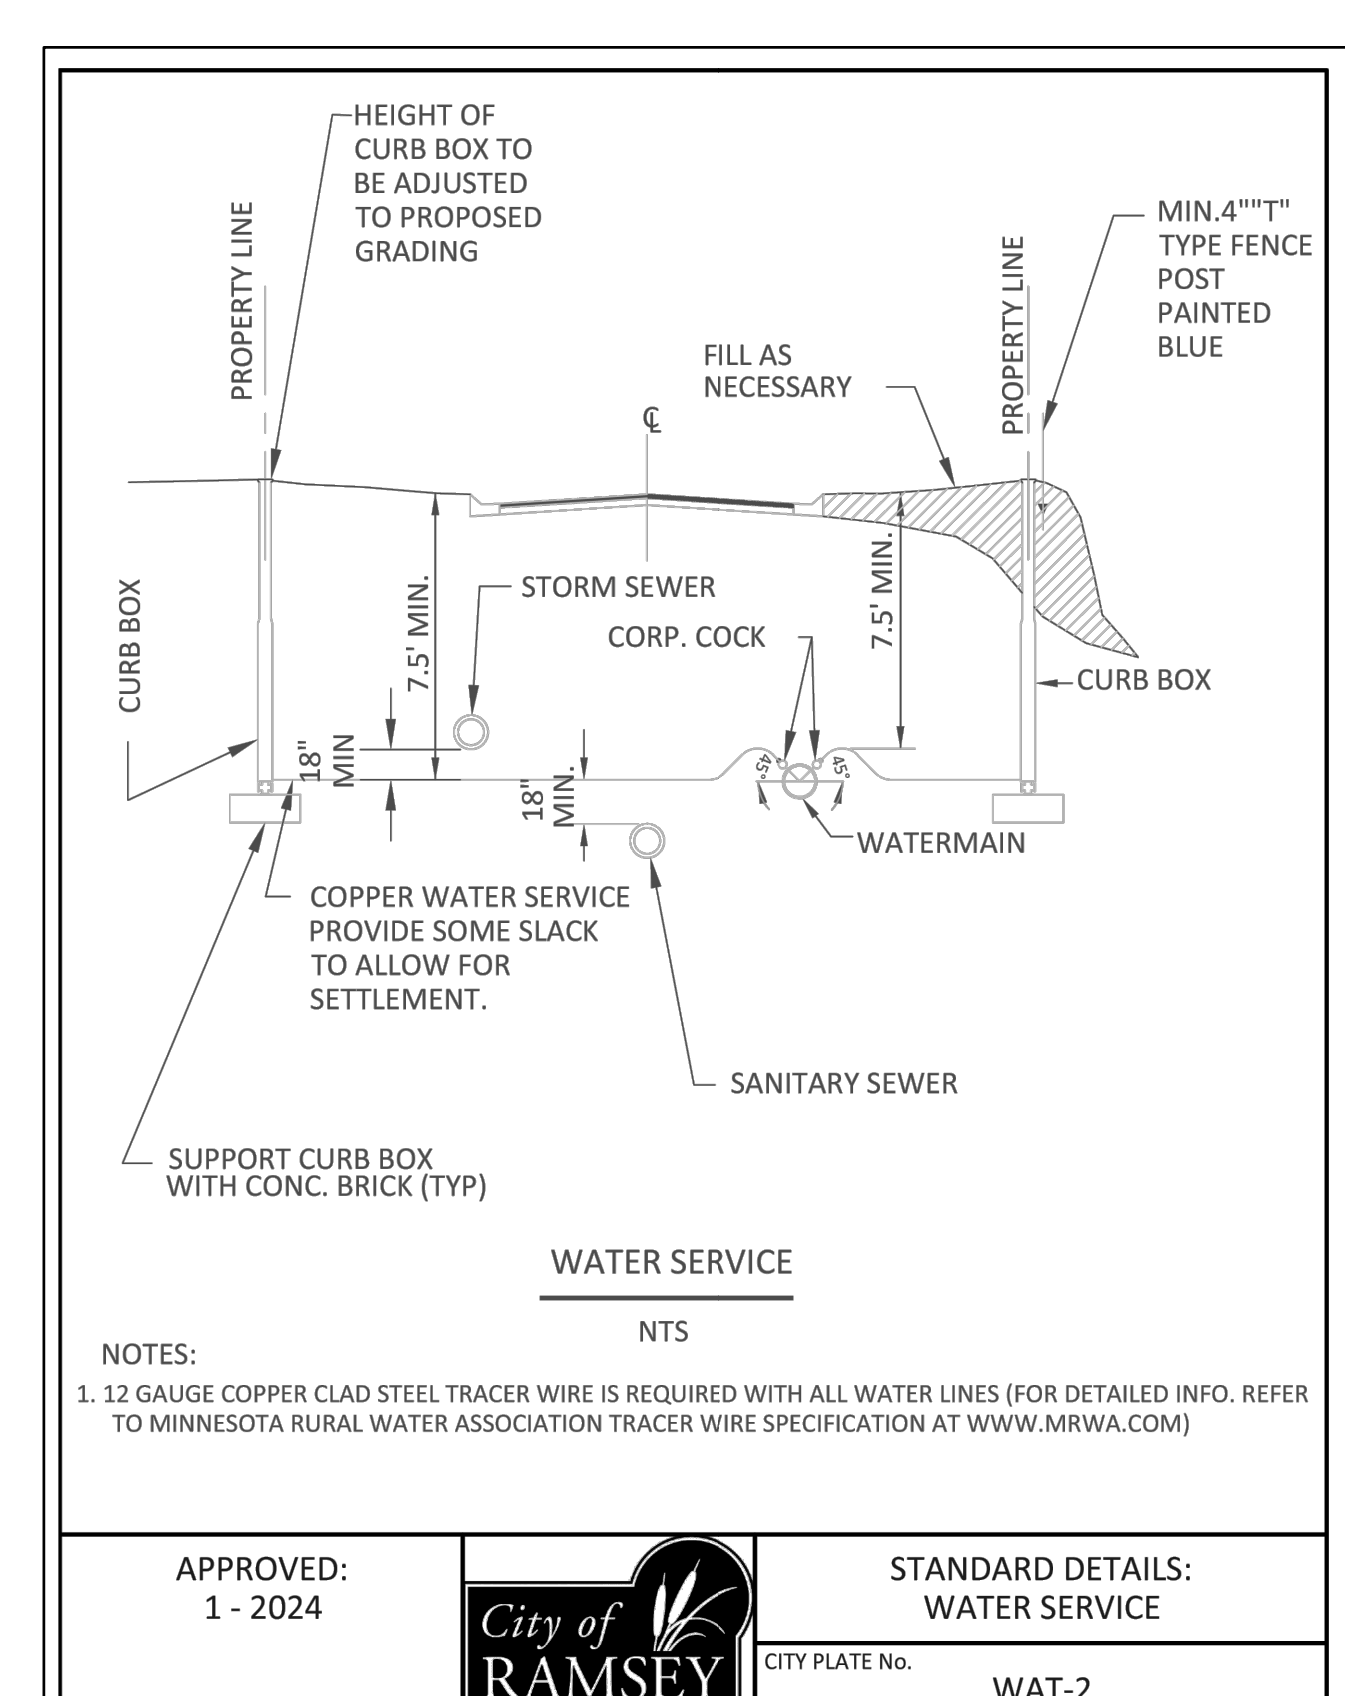 HEIGHT OF
CURB BOX TO
BE ADJUSTED
TO PROPOSED
GRADING
PROPERTY LINE
PROPERTY LINE
MIN.4""T"
TYPE FENCE
POST
PAINTED
BLUE
FILL AS
NECESSARY
℄
CURB BOX
7.5' MIN.
STORM SEWER
CORP. COCK
7.5' MIN.
CURB BOX
18"
MIN
18"
MIN.
45°
45°
WATERMAIN
COPPER WATER SERVICE
PROVIDE SOME SLACK
TO ALLOW FOR
SETTLEMENT.
SANITARY SEWER
SUPPORT CURB BOX
WITH CONC. BRICK (TYP)
WATER SERVICE
NTS
NOTES:
1. 12 GAUGE COPPER CLAD STEEL TRACER WIRE IS REQUIRED WITH ALL WATER LINES (FOR DETAILED INFO. REFER
TO MINNESOTA RURAL WATER ASSOCIATION TRACER WIRE SPECIFICATION AT WWW.MRWA.COM)
APPROVED:
1 - 2024
City of
RAMSEY
STANDARD DETAILS:
WATER SERVICE
CITY PLATE No.
WAT-2